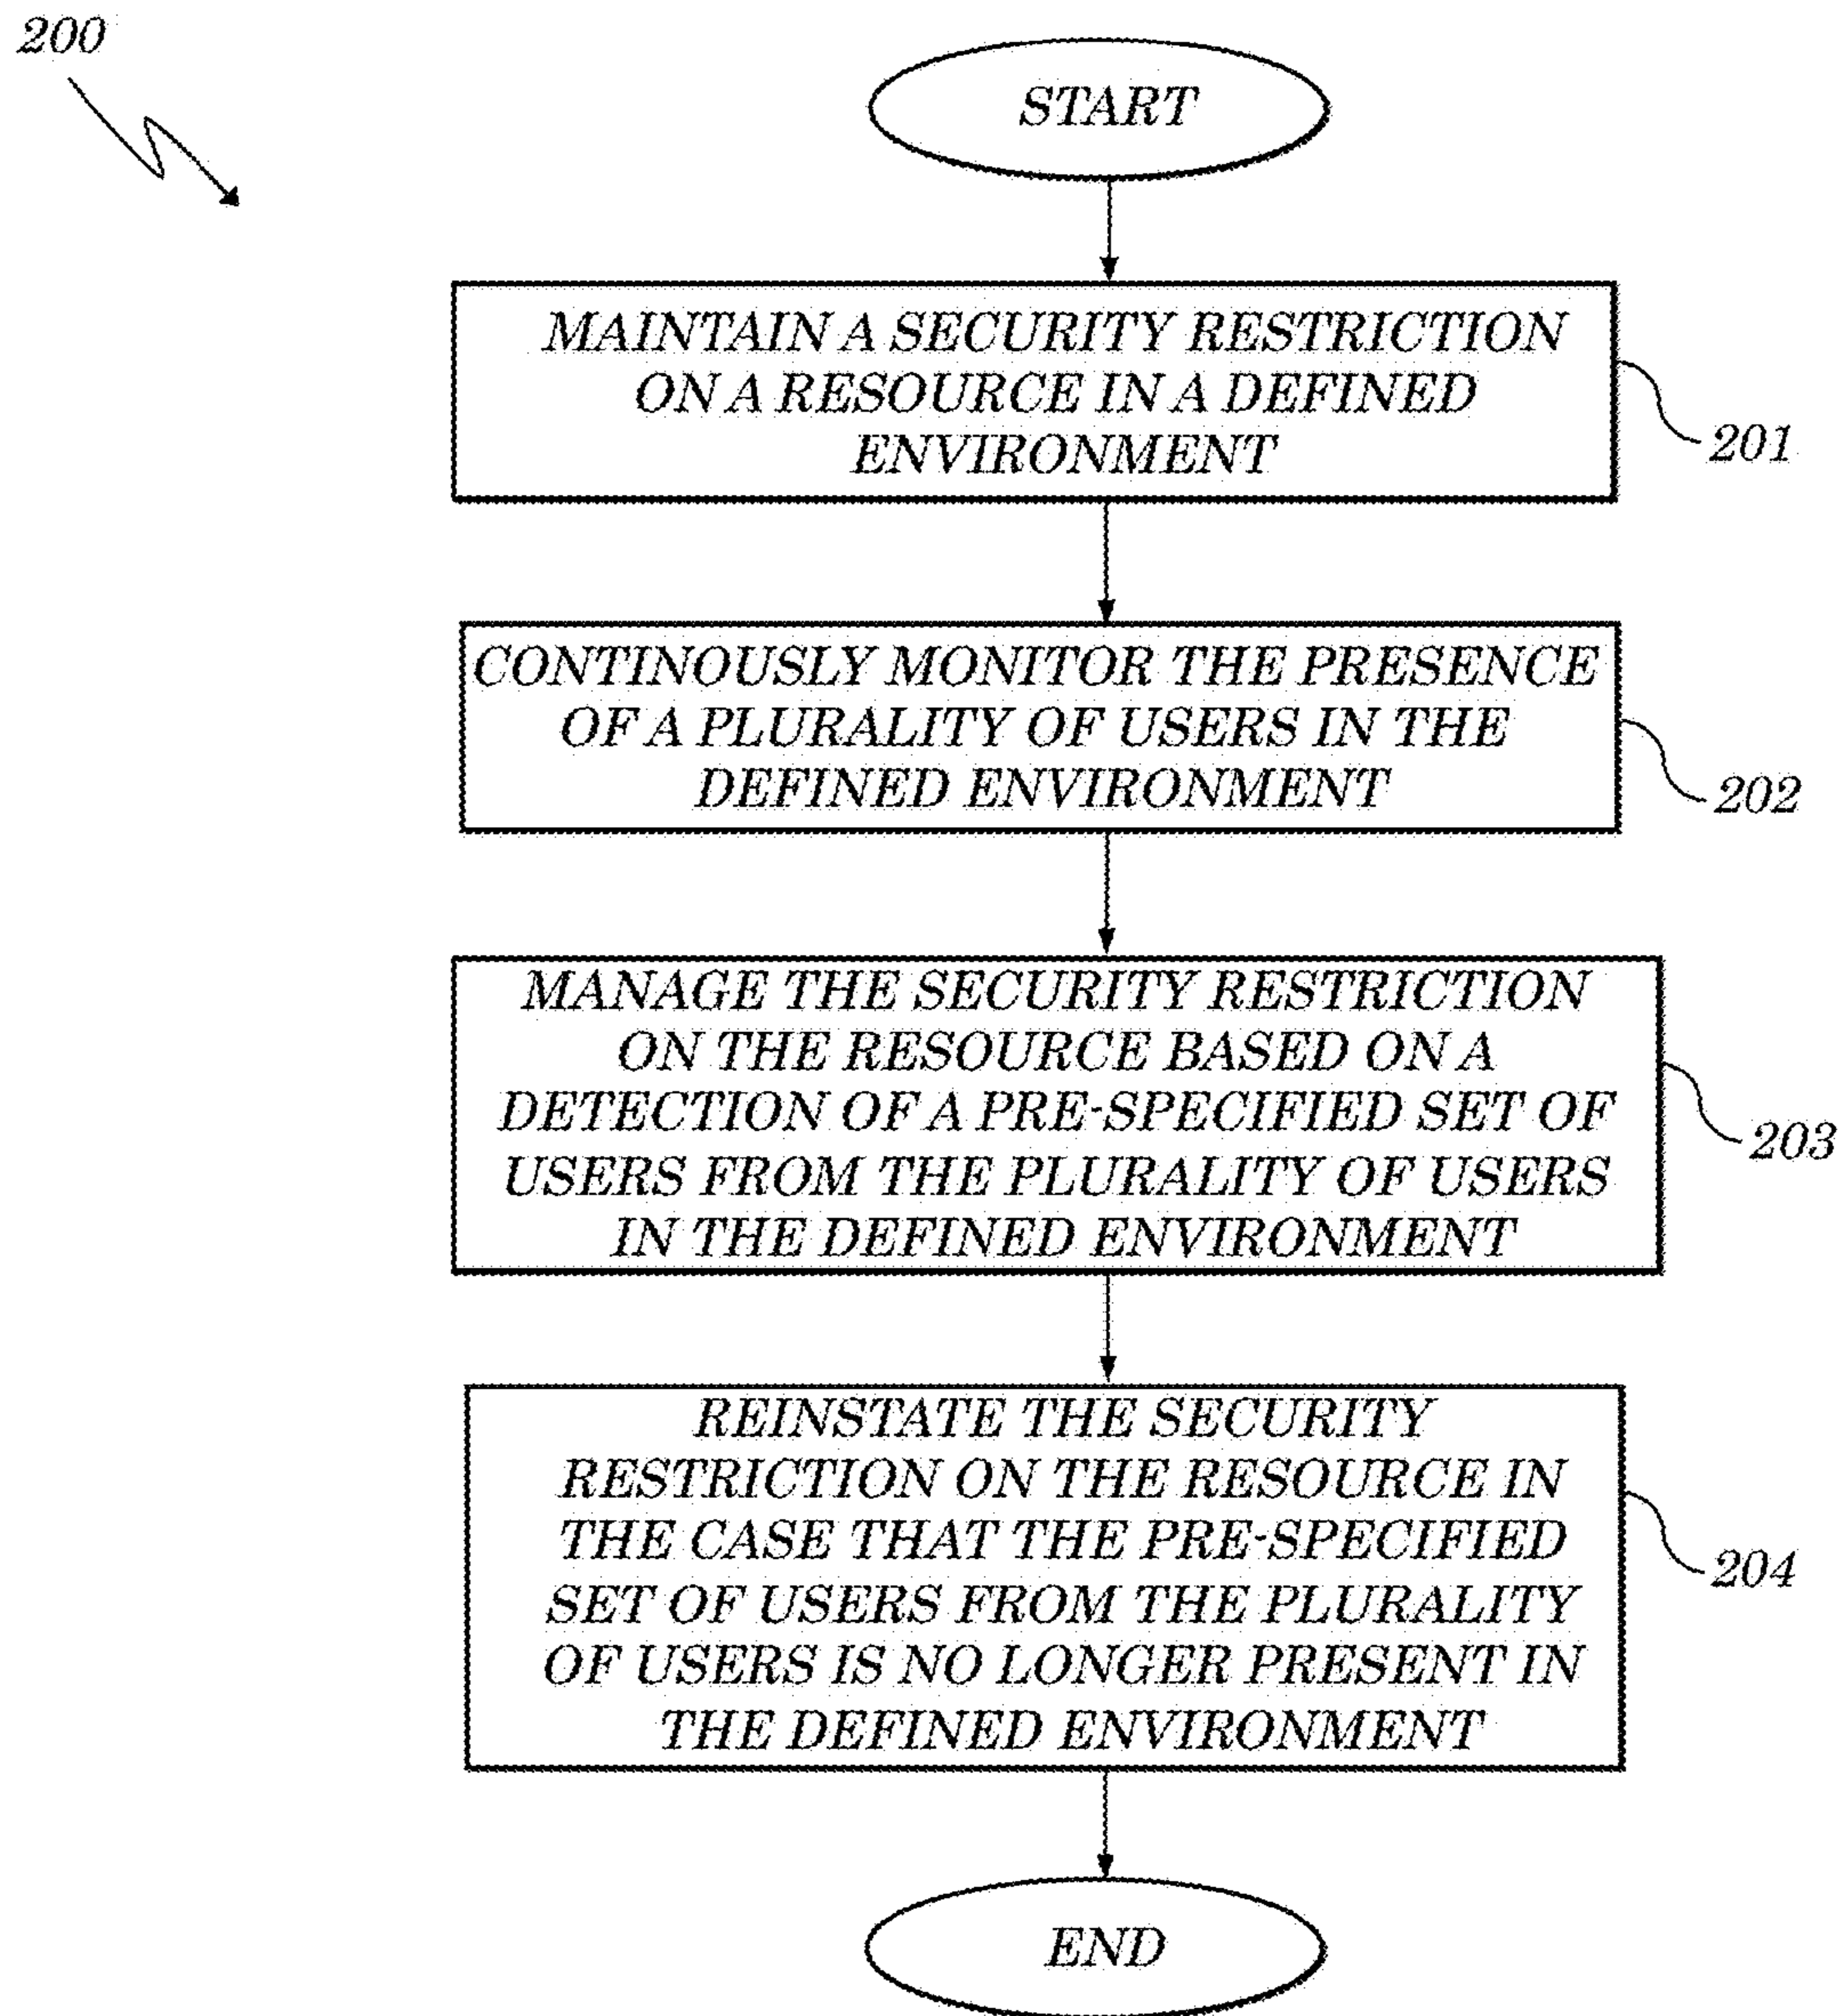 200
START
MAINTAIN A SECURITY RESTRICTION
ON A RESOURCE IN A DEFINED
ENVIRONMENT
201
CONTINOUSLY MONITOR THE PRESENCE
OF A PLURALITY OF USERS IN THE
DEFINED ENVIRONMENT
202
MANAGE THE SECURITY RESTRICTION
ON THE RESOURCE BASED ON A
DETECTION OF A PRE-SPECIFIED SET OF
USERS FROM THE PLURALITY OF USERS
IN THE DEFINED ENVIRONMENT
203
REINSTATE THE SECURITY
RESTRICTION ON THE RESOURCE IN
THE CASE THAT THE PRE-SPECIFIED
SET OF USERS FROM THE PLURALITY
OF USERS IS NO LONGER PRESENT IN
THE DEFINED ENVIRONMENT
204
END